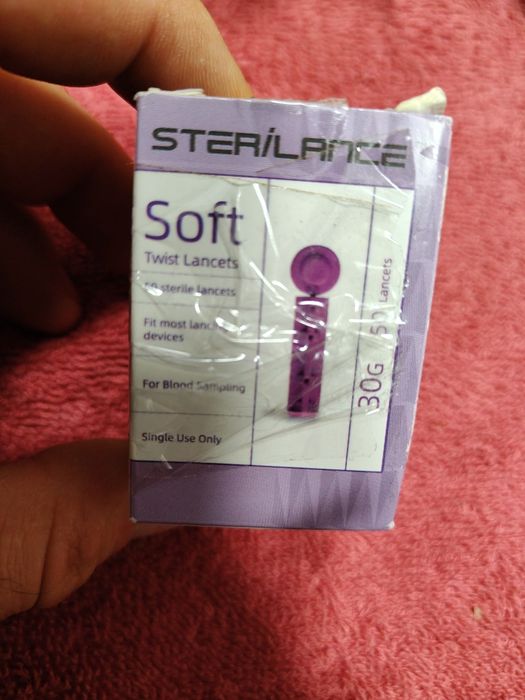 STERiLANCE
Soft
Twist Lancets
50 sterile lancets
Fit most lancing
devices
For Blood Sampling
Single Use Only
30G
50 Lancets